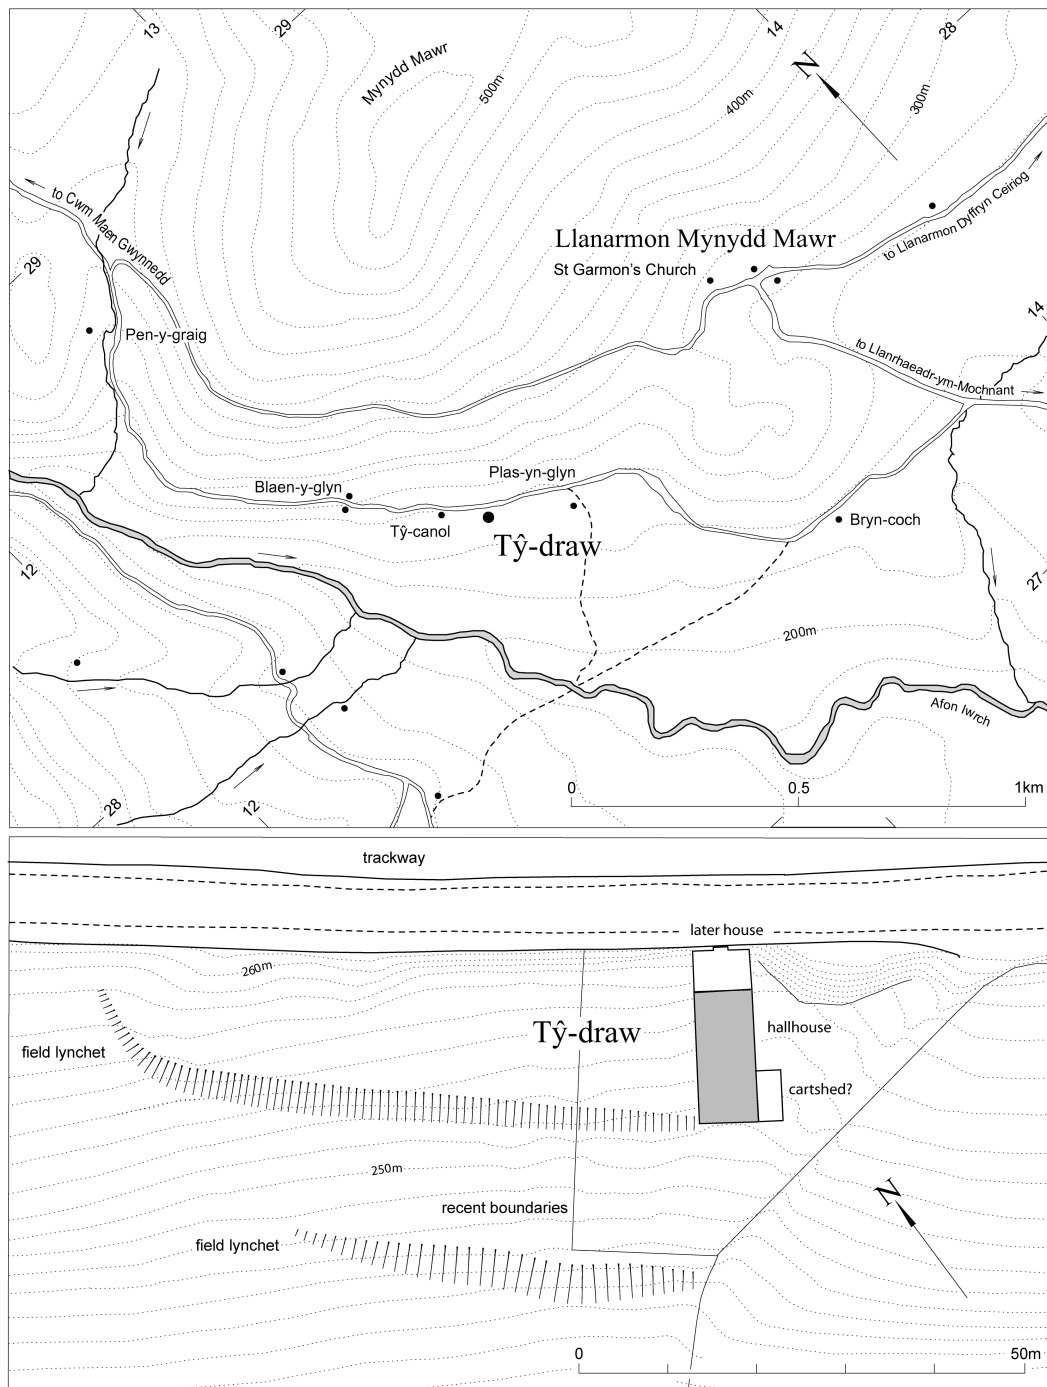 13
29
14
28
Mynydd Mawr
500m
400m
300m
N
to Cwm Maen Gwynnedd
to Llanarmon Dyffryn Ceiriog
Llanarmon Mynydd Mawr
St Garmon's Church
29
14
Pen-y-graig
to Llanrhaeadr-ym-Mochnant
Plas-yn-glyn
Blaen-y-glyn
Tŷ-canol
Bryn-coch
Tŷ-draw
12
27
200m
Afon Iwrch
0
0.5
1km
28
12
trackway
later house
260m
Tŷ-draw
hallhouse
field lynchet
cartshed?
250m
N
recent boundaries
field lynchet
0
50m